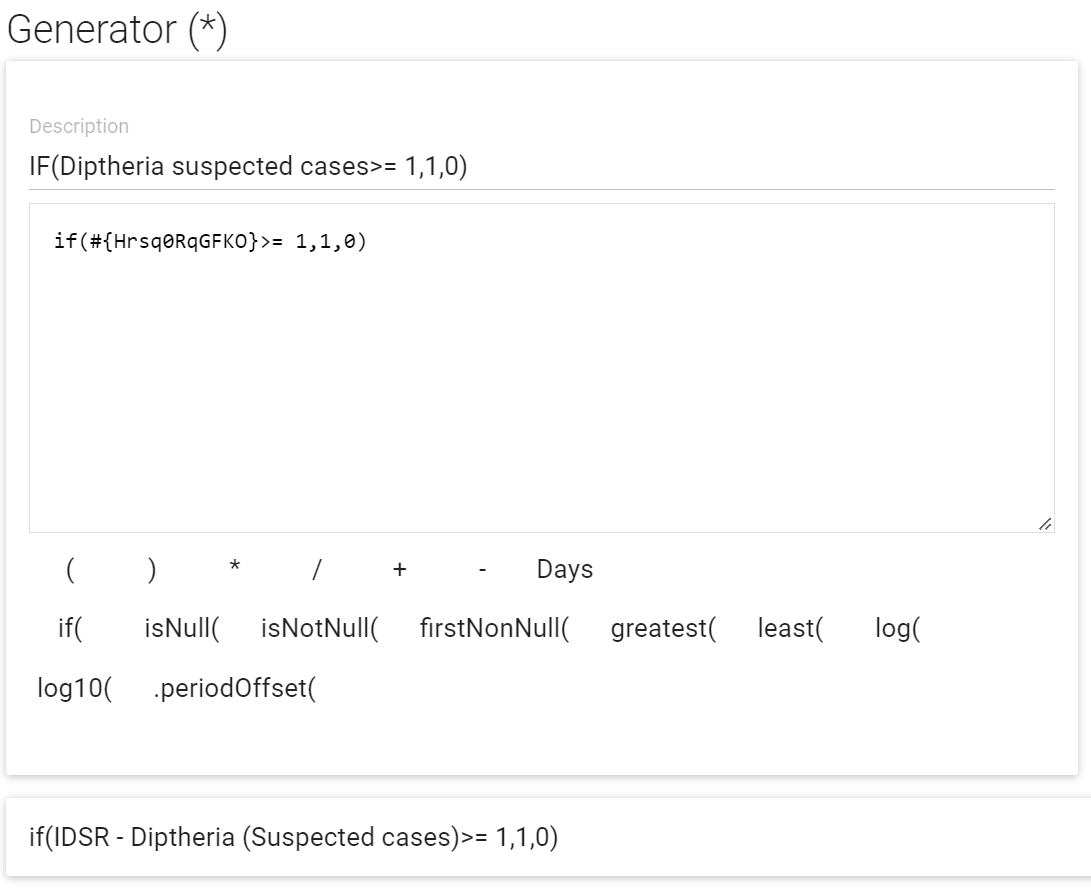 Generator (*)
Description
IF(Diptheria suspected cases>= 1,1,0)
if(#{Hrsq0RqGFKO}>= 1,1,0)
( ) * / + - Days
if( isNull( isNotNull( firstNonNull( greatest( least( log(
log10( .periodOffset(
if(IDSR - Diptheria (Suspected cases)>= 1,1,0)